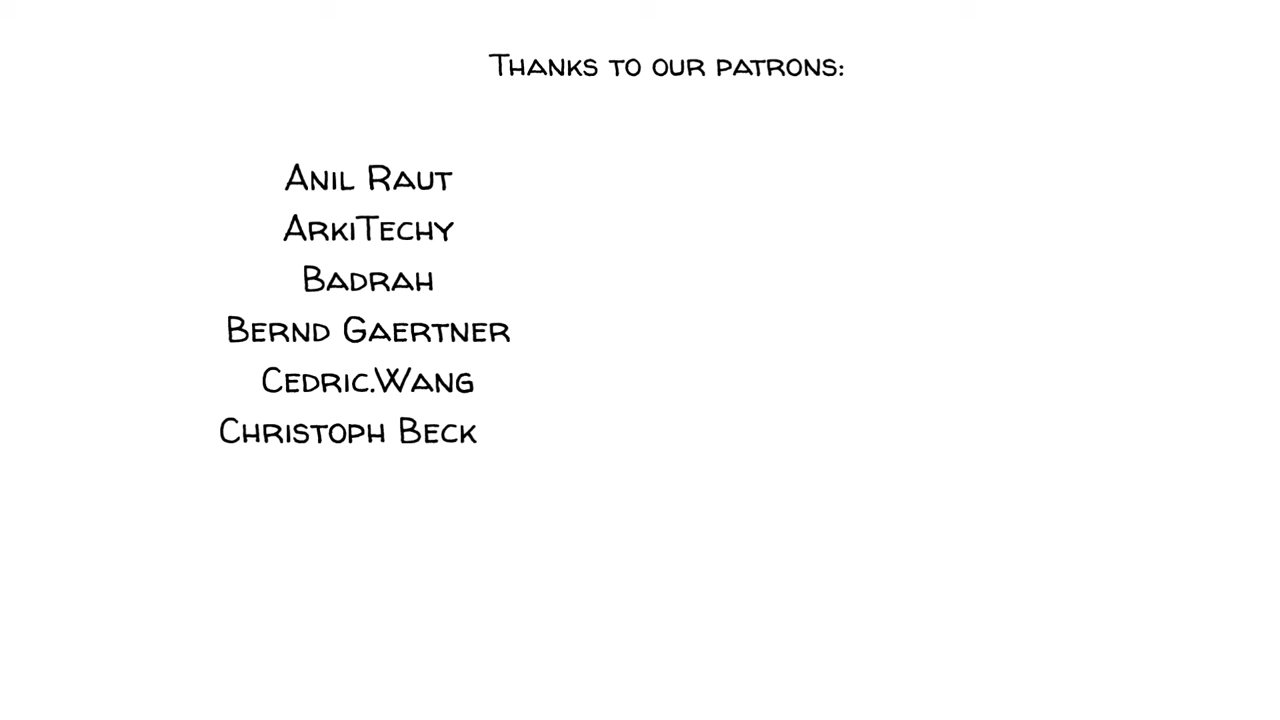 Thanks to our patrons:
Anil Raut
ArkiTechy
Badrah
Bernd Gaertner
Cedric.Wang
Christoph Beck